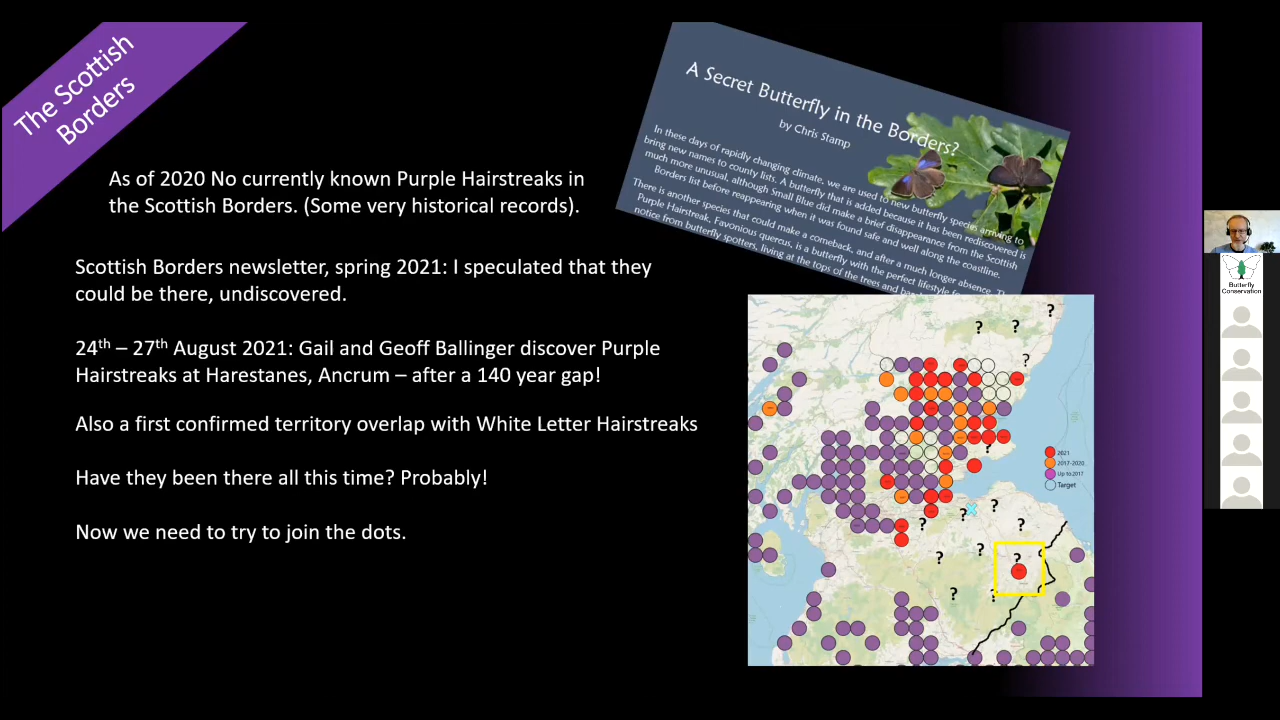 The Scottish
Borders
As of 2020 No currently known Purple Hairstreaks in
the Scottish Borders. (Some very historical records).
Scottish Borders newsletter, spring 2021: I speculated that they
could be there, undiscovered.
24th – 27th August 2021: Gail and Geoff Ballinger discover Purple
Hairstreaks at Harestanes, Ancrum – after a 140 year gap!
Also a first confirmed territory overlap with White Letter Hairstreaks
Have they been there all this time? Probably!
Now we need to try to join the dots.
A Secret Butterfly in the Borders?
by Chris Stamp
In these days of rapidly changing climate, we are used to new butterfly species arriving to
bring new names to county lists. A butterfly that is added because it has been rediscovered is
much more unusual, although Small Blue did make a brief disappearance from the Scottish
Borders list before reappearing when it was found safe and well along the coastline.
There is another species that could make a comeback, and after a much longer absence.
Purple Hairstreak, Favonious quercus, is a butterfly with the perfect lifestyle
notice from butterfly spotters, living at the tops of the trees and
? ? ?
?
?
2021
2017-2020
Up to 2017
Target
? ? ? ?
? ? ?
? ?
Butterfly
Conservation